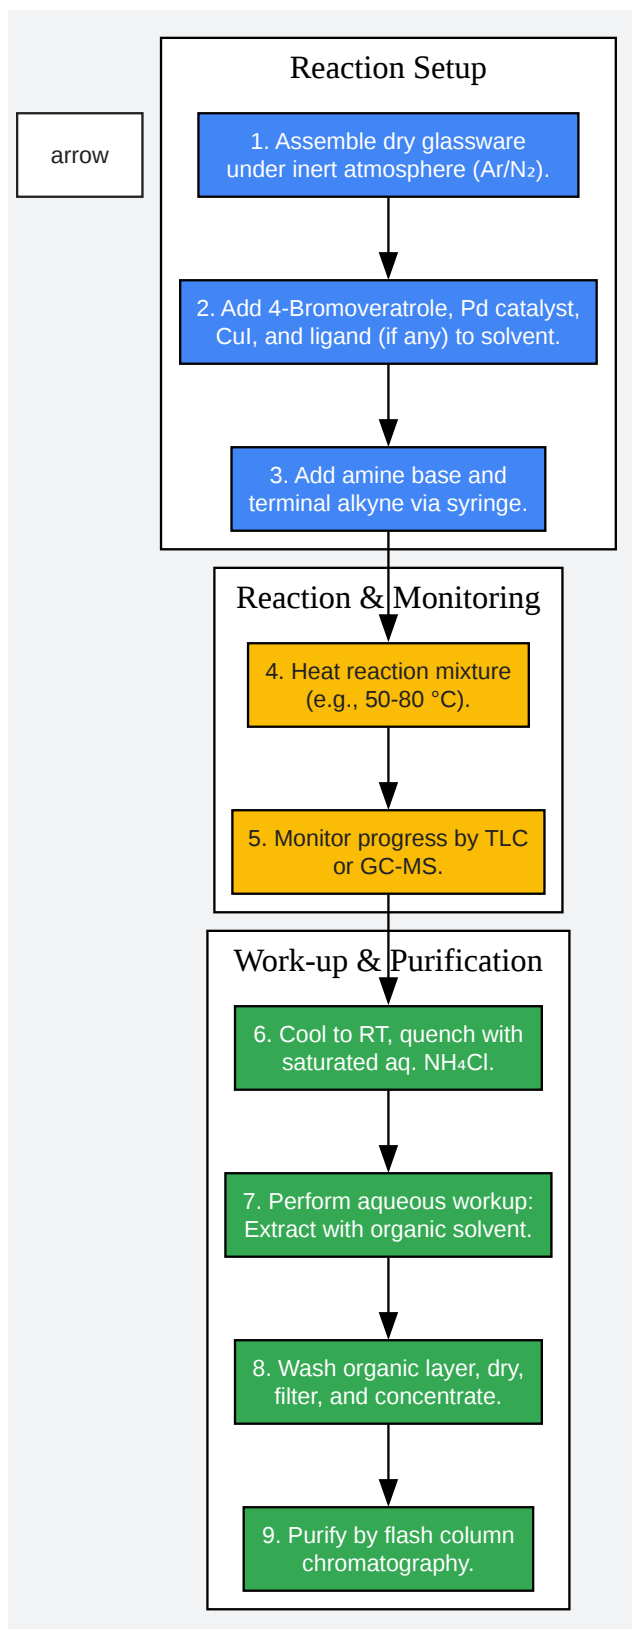 Reaction Setup
arrow
1. Assemble dry glassware
under inert atmosphere (Ar/N₂).
2. Add 4-Bromoveratrole, Pd catalyst,
CuI, and ligand (if any) to solvent.
3. Add amine base and
terminal alkyne via syringe.
Reaction & Monitoring
4. Heat reaction mixture
(e.g., 50-80 °C).
5. Monitor progress by TLC
or GC-MS.
Work-up & Purification
6. Cool to RT, quench with
saturated aq. NH₄Cl.
7. Perform aqueous workup:
Extract with organic solvent.
8. Wash organic layer, dry,
filter, and concentrate.
9. Purify by flash column
chromatography.